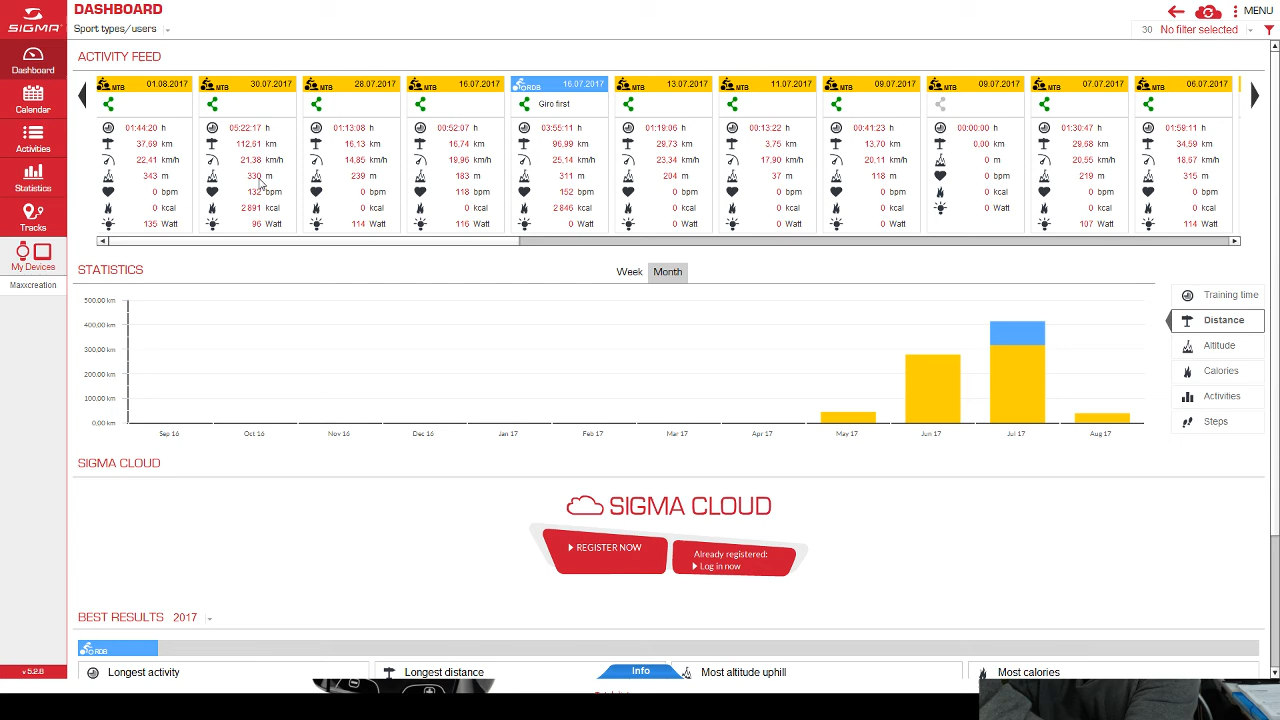 SIGMA
DASHBOARD
MENU
Sport types/users
30 No filter selected
Dashboard
Calendar
Activities
Statistics
Tracks
My Devices
Maxxcreation
v 5.2.8
ACTIVITY FEED
MTB 01.08.2017
01:44:20 h
37.69 km
22.41 km/h
343 m
0 bpm
0 kcal
135 Watt
MTB 30.07.2017
05:22:17 h
112.61 km
21.38 km/h
330 m
132 bpm
2 891 kcal
96 Watt
MTB 28.07.2017
01:13:08 h
16.13 km
14,85 km/h
239 m
0 bpm
0 kcal
114 Watt
MTB 16.07.2017
00:52:07 h
16.74 km
19.96 km/h
183 m
118 bpm
0 kcal
116 Watt
RDB 16.07.2017
Giro first
03:55:11 h
96,99 km
25,14 km/h
311 m
152 bpm
2 846 kcal
0 Watt
MTB 13.07.2017
01:19:06 h
29.73 km
23.34 km/h
204 m
0 bpm
0 kcal
0 Watt
MTB 11.07.2017
00:13:22 h
3.75 km
17.90 km/h
37 m
0 bpm
0 kcal
0 Watt
MTB 09.07.2017
00:41:23 h
13.70 km
20,11 km/h
118 m
0 bpm
0 kcal
0 Watt
MTB 09.07.2017
00:00:00 h
0.00 km
0 m
0 bpm
0 kcal
0 Watt
MTB 07.07.2017
01:30:47 h
29.68 km
19.55 km/h
219 m
0 bpm
0 kcal
107 Watt
MTB 06.07.2017
01:59:11 h
34.59 km
18.67 km/h
315 m
0 bpm
0 kcal
114 Watt
STATISTICS
Week Month
500,00 km
400,00 km
300,00 km
200,00 km
100,00 km
0,00 km
Sep 16 Oct 16 Nov 16 Dec 16 Jan 17 Feb 17 Mar 17 Apr 17 May 17 Jun 17 Jul 17 Aug 17
Training time
Distance
Altitude
Calories
Activities
Steps
SIGMA CLOUD
SIGMA CLOUD
REGISTER NOW
Already registered:
Log in now
BEST RESULTS 2017
RDB
Longest activity
Longest distance
Info
Most altitude uphill
Most calories